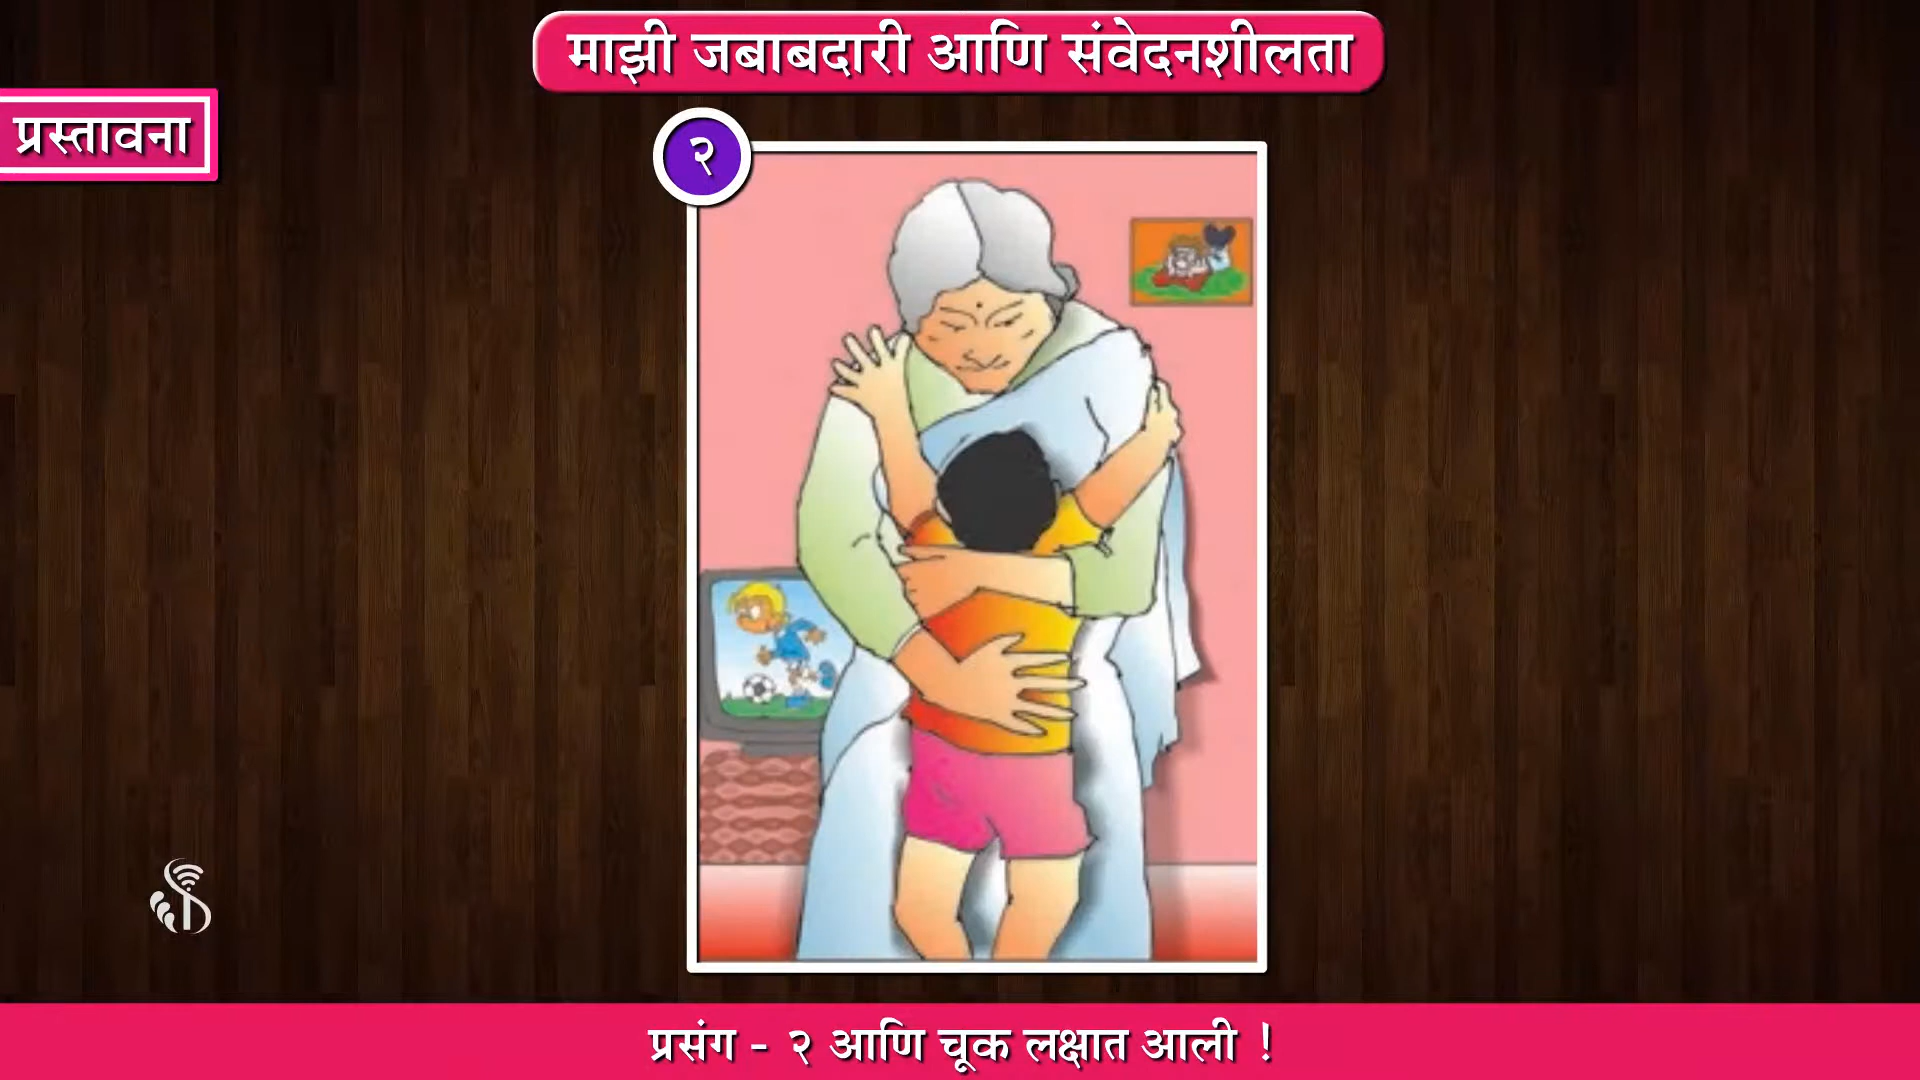 माझी जबाबदारी आणि संवेदनशीलता
प्रस्तावना
२
प्रसंग - २ आणि चूक लक्षात आली !